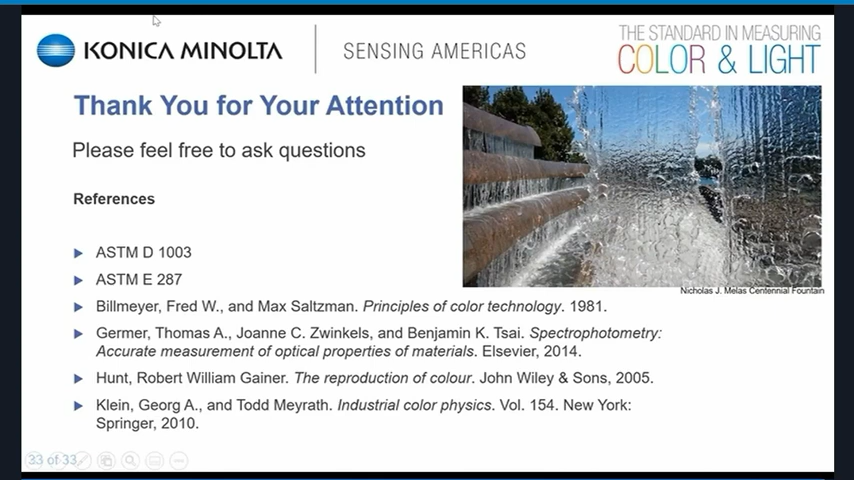 KONICA MINOLTA
SENSING AMERICAS
THE STANDARD IN MEASURING
COLOR & LIGHT
Thank You for Your Attention
Please feel free to ask questions
References
ASTM D 1003
ASTM E 287
Billmeyer, Fred W., and Max Saltzman. Principles of color technology. 1981.
Germer, Thomas A., Joanne C. Zwinkels, and Benjamin K. Tsai. Spectrophotometry:
Accurate measurement of optical properties of materials. Elsevier, 2014.
Hunt, Robert William Gainer. The reproduction of colour. John Wiley & Sons, 2005.
Klein, Georg A., and Todd Meyrath. Industrial color physics. Vol. 154. New York:
Springer, 2010.
Nicholas J. Melas Centennial Fountain
33 of 33